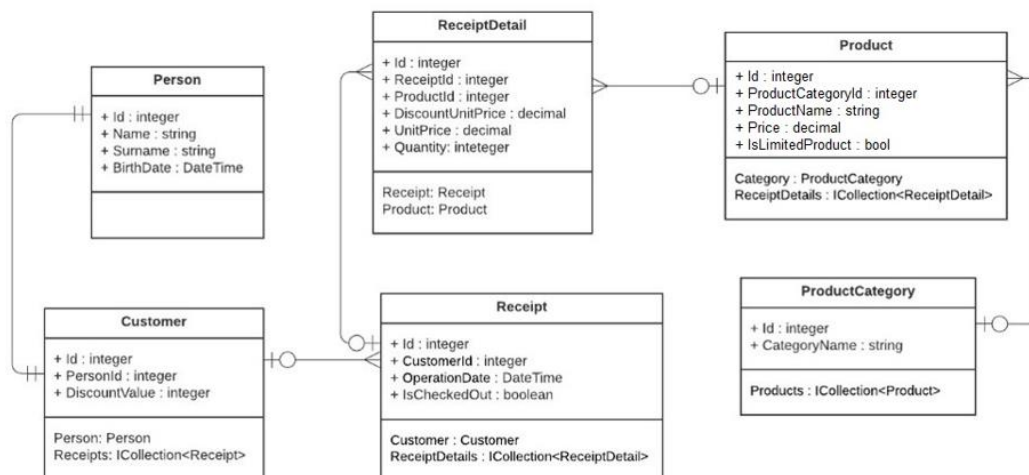 Person
+ Id : integer
+ Name : string
+ Surname : string
+ BirthDate : DateTime
ReceiptDetail
+ Id : integer
+ ReceiptId : integer
+ ProductId : integer
+ DiscountUnitPrice : decimal
+ UnitPrice : decimal
+ Quantity: inteteger
Receipt: Receipt
Product: Product
Product
+ Id : integer
+ ProductCategoryId : integer
+ ProductName : string
+ Price : decimal
+ IsLimitedProduct : bool
Category : ProductCategory
ReceiptDetails : ICollection<ReceiptDetail>
Customer
+ Id : integer
+ PersonId : integer
+ DiscountValue : integer
Person: Person
Receipts: ICollection<Receipt>
Receipt
+ Id : integer
+ CustomerId : integer
+ OperationDate : DateTime
+ IsCheckedOut : boolean
Customer : Customer
ReceiptDetails : ICollection<ReceiptDetail>
ProductCategory
+ Id : integer
+ CategoryName : string
Products : ICollection<Product>